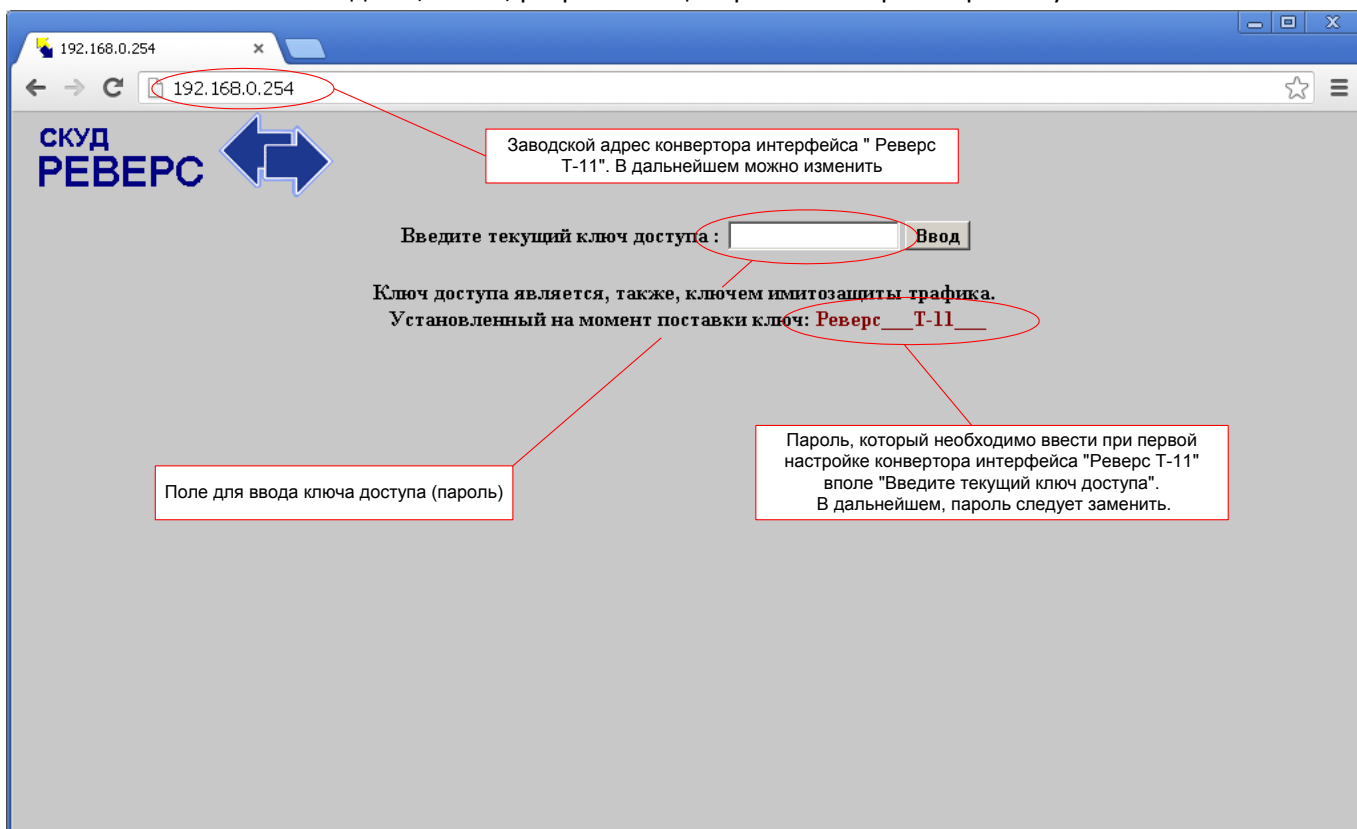 192.168.0.254
192.168.0.254
СКУД
РЕВЕРС
Заводской адрес конвертора интерфейса " Реверс
Т-11". В дальнейшем можно изменить
Введите текущий ключ доступа : Ввод
Ключ доступа является, также, ключем имитозащиты трафика.
Установленный на момент поставки ключ: Реверс___Т-11___
Пароль, который необходимо ввести при первой
настройке конвертора интерфейса "Реверс Т-11"
вполе "Введите текущий ключ доступа".
В дальнейшем, пароль следует заменить.
Поле для ввода ключа доступа (пароль)